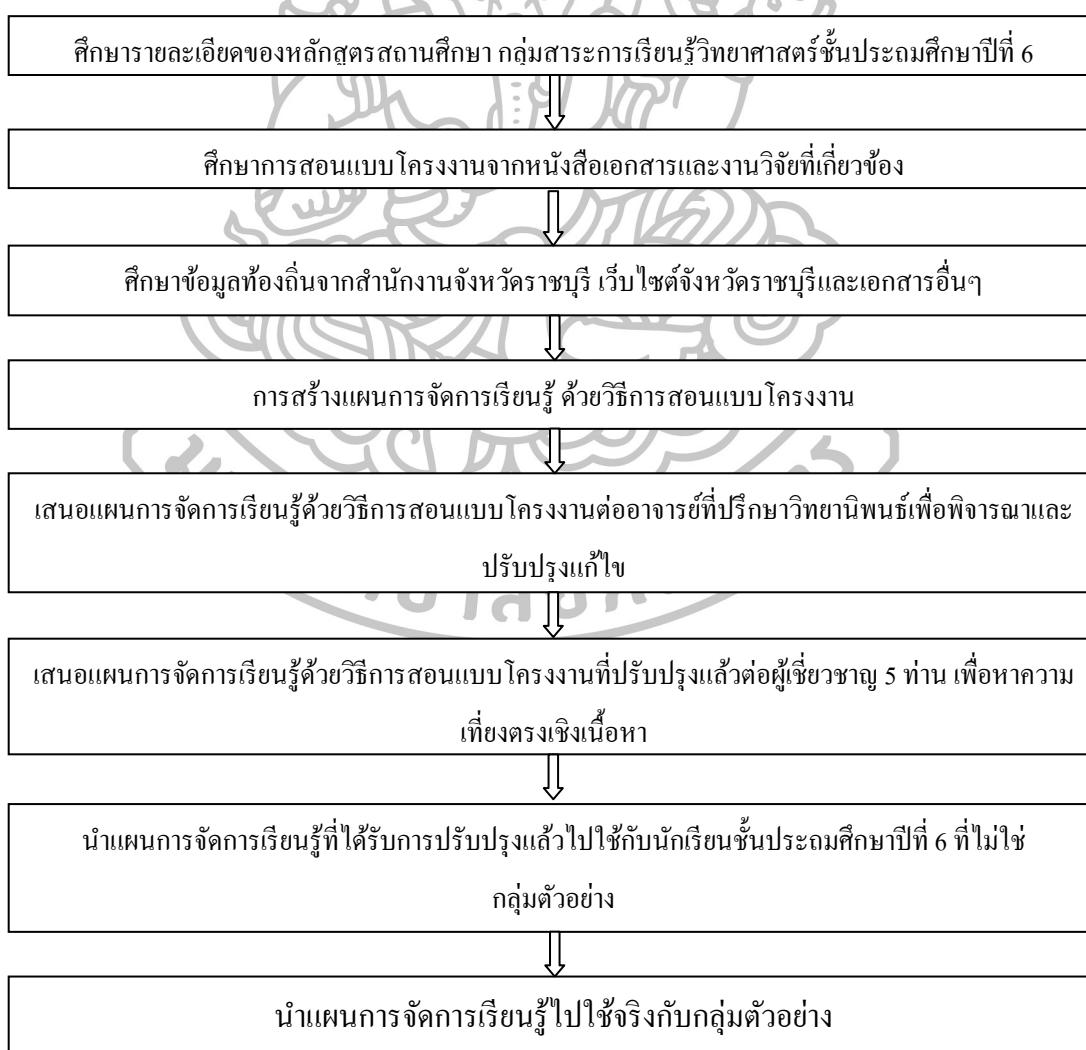 ศึกษารายละเอียดของหลักสูตรสถานศึกษา กลุ่มสาระการเรียนรู้วิทยาศาสตร์ชั้นประถมศึกษาปีที่ 6
ศึกษาการสอนแบบโครงงานจากหนังสือเอกสารและงานวิจัยที่เกี่ยวข้อง
ศึกษาข้อมูลท้องถิ่นจากสำนักงานจังหวัดราชบุรี เว็บไซต์จังหวัดราชบุรีและเอกสารอื่นๆ
การสร้างแผนการจัดการเรียนรู้ ด้วยวิธีการสอนแบบโครงงาน
เสนอแผนการจัดการเรียนรู้ด้วยวิธีการสอนแบบโครงงานต่ออาจารย์ที่ปรึกษาวิทยานิพนธ์เพื่อพิจารณาและ
ปรับปรุงแก้ไข
เสนอแผนการจัดการเรียนรู้ด้วยวิธีการสอนแบบโครงงานที่ปรับปรุงแล้วต่อผู้เชี่ยวชาญ 5 ท่าน เพื่อหาความ
เที่ยงตรงเชิงเนื้อหา
นำแผนการจัดการเรียนรู้ที่ได้รับการปรับปรุงแล้วไปใช้กับนักเรียนชั้นประถมศึกษาปีที่ 6 ที่ไม่ใช่
กลุ่มตัวอย่าง
นำแผนการจัดการเรียนรู้ไปใช้จริงกับกลุ่มตัวอย่าง